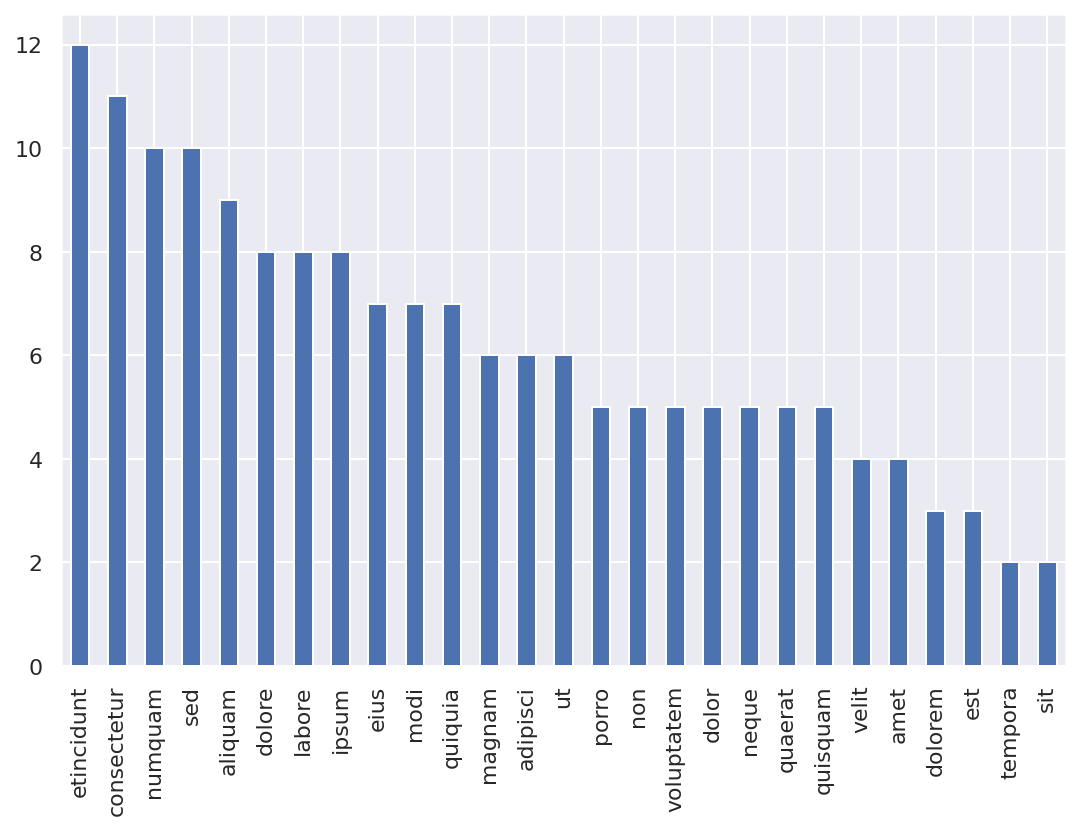 12
10
8
6
4
2
0
etincidunt
consectetur
numquam
sed
aliquam
dolore
labore
ipsum
eius
modi
quiquia
magnam
adipisci
ut
porro
non
voluptatem
dolor
neque
quaerat
quisquam
velit
amet
dolorem
est
tempora
sit